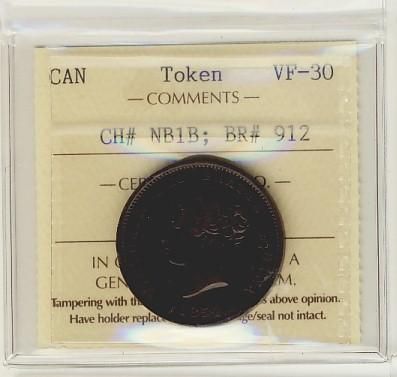 CAN Token VF-30
— COMMENTS —
CH# NB1B; BR# 912
— CE O. —
IN A
GEN M.
Tampering with th s above opinion.
Have holder replac ge/seal not intact.